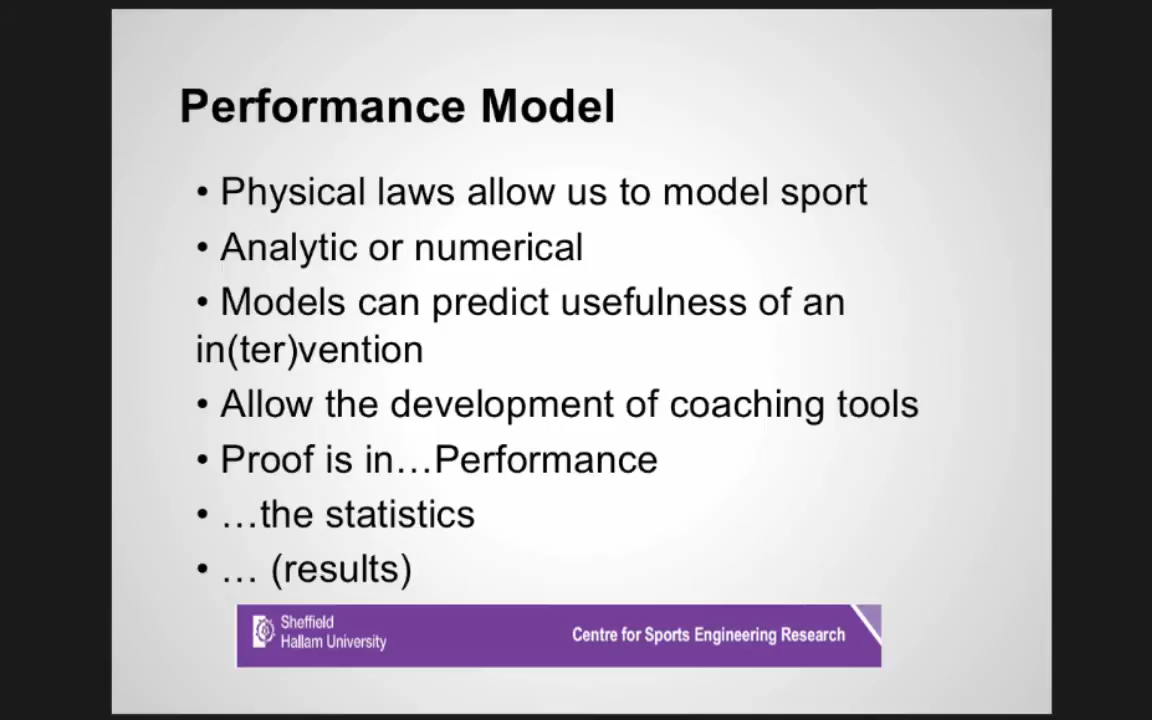 Performance Model
• Physical laws allow us to model sport
• Analytic or numerical
• Models can predict usefulness of an
in(ter)vention
• Allow the development of coaching tools
• Proof is in…Performance
• …the statistics
• … (results)
Sheffield
Hallam University
Centre for Sports Engineering Research